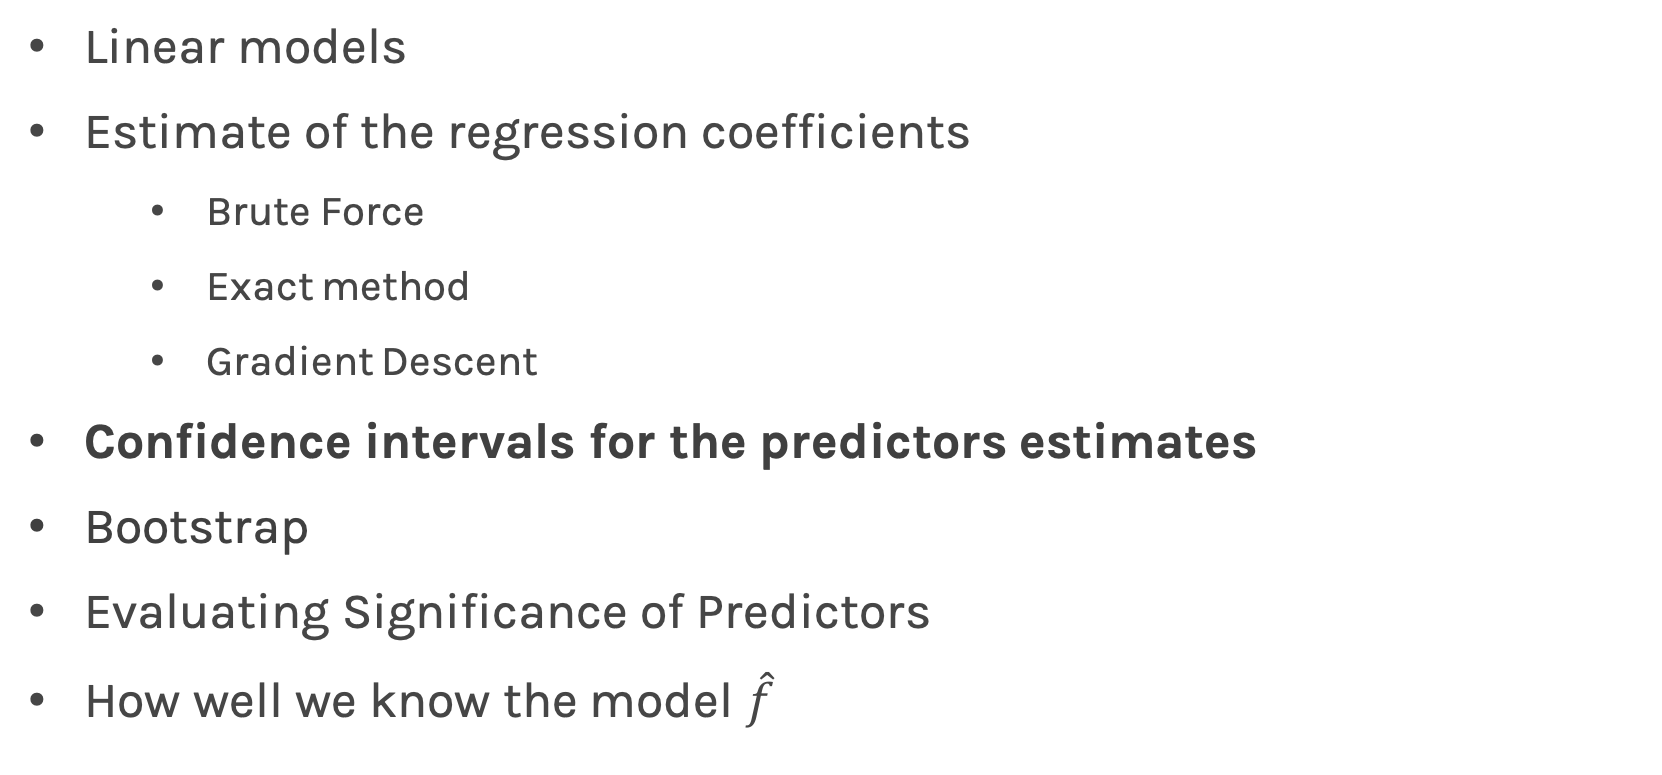 • Linear models
• Estimate of the regression coefficients
• Brute Force
• Exact method
• Gradient Descent
• Confidence intervals for the predictors estimates
• Bootstrap
• Evaluating Significance of Predictors
• How well we know the model f̂